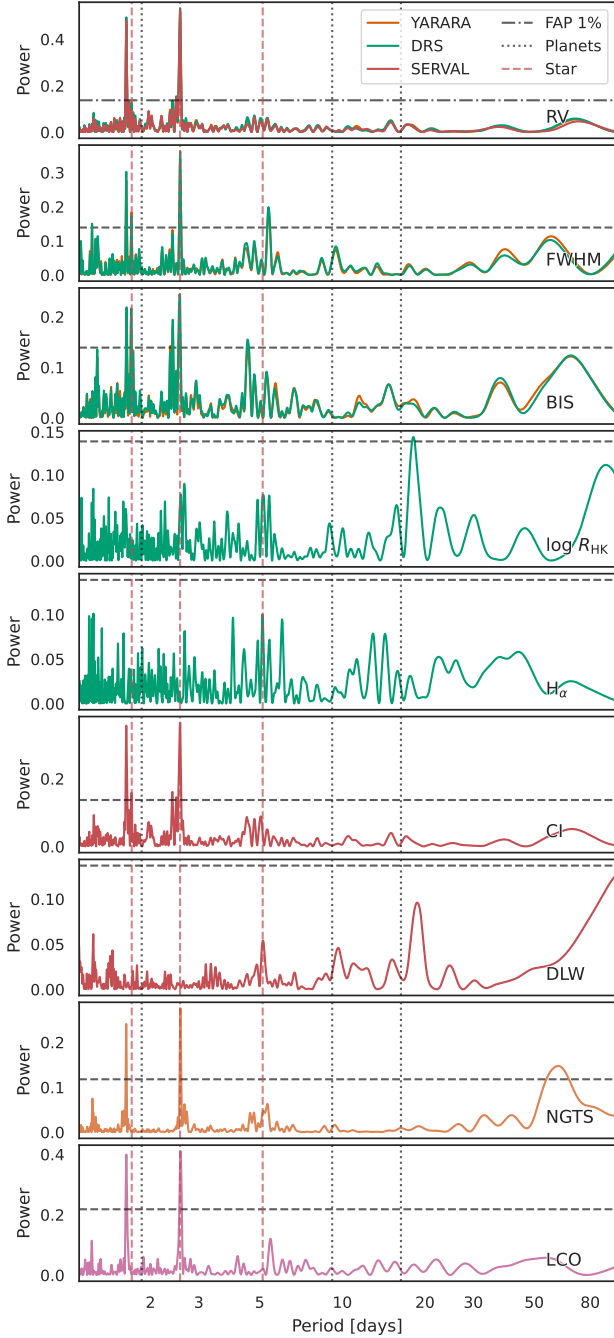 YARARA
DRS
SERVAL
FAP 1%
Planets
Star
Power
0.4
0.2
0.0
RV
Power
0.3
0.2
0.1
0.0
FWHM
Power
0.2
0.1
0.0
BIS
Power
0.15
0.10
0.05
0.00
log R_HK
Power
0.10
0.05
0.00
H_α
Power
0.2
0.0
CI
Power
0.10
0.05
0.00
DLW
Power
0.2
0.1
0.0
NGTS
Power
0.4
0.2
0.0
LCO
2 3 5 10 20 30 50 80
Period [days]